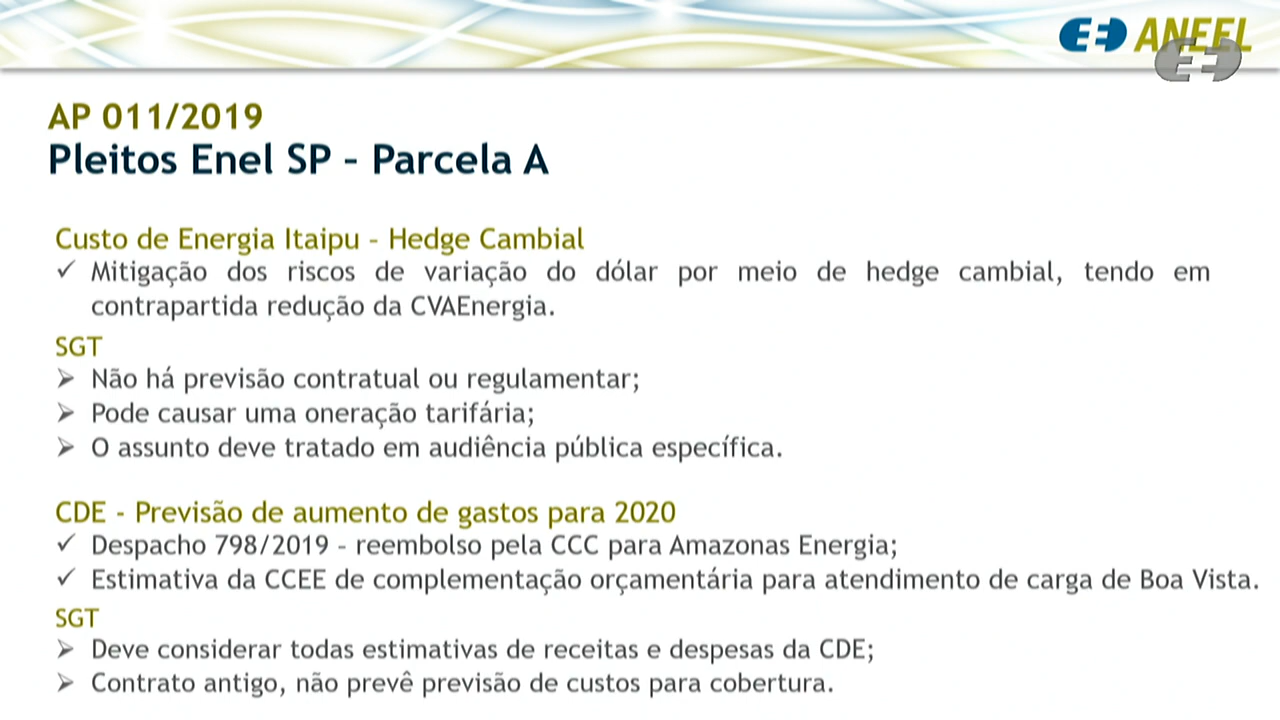 ANEEL
AP 011/2019
Pleitos Enel SP - Parcela A
Custo de Energia Itaipu - Hedge Cambial
✓ Mitigação dos riscos de variação do dólar por meio de hedge cambial, tendo em
contrapartida redução da CVAEnergia.
SGT
➢ Não há previsão contratual ou regulamentar;
➢ Pode causar uma oneração tarifária;
➢ O assunto deve tratado em audiência pública específica.
CDE - Previsão de aumento de gastos para 2020
✓ Despacho 798/2019 - reembolso pela CCC para Amazonas Energia;
✓ Estimativa da CCEE de complementação orçamentária para atendimento de carga de Boa Vista.
SGT
➢ Deve considerar todas estimativas de receitas e despesas da CDE;
➢ Contrato antigo, não prevê previsão de custos para cobertura.